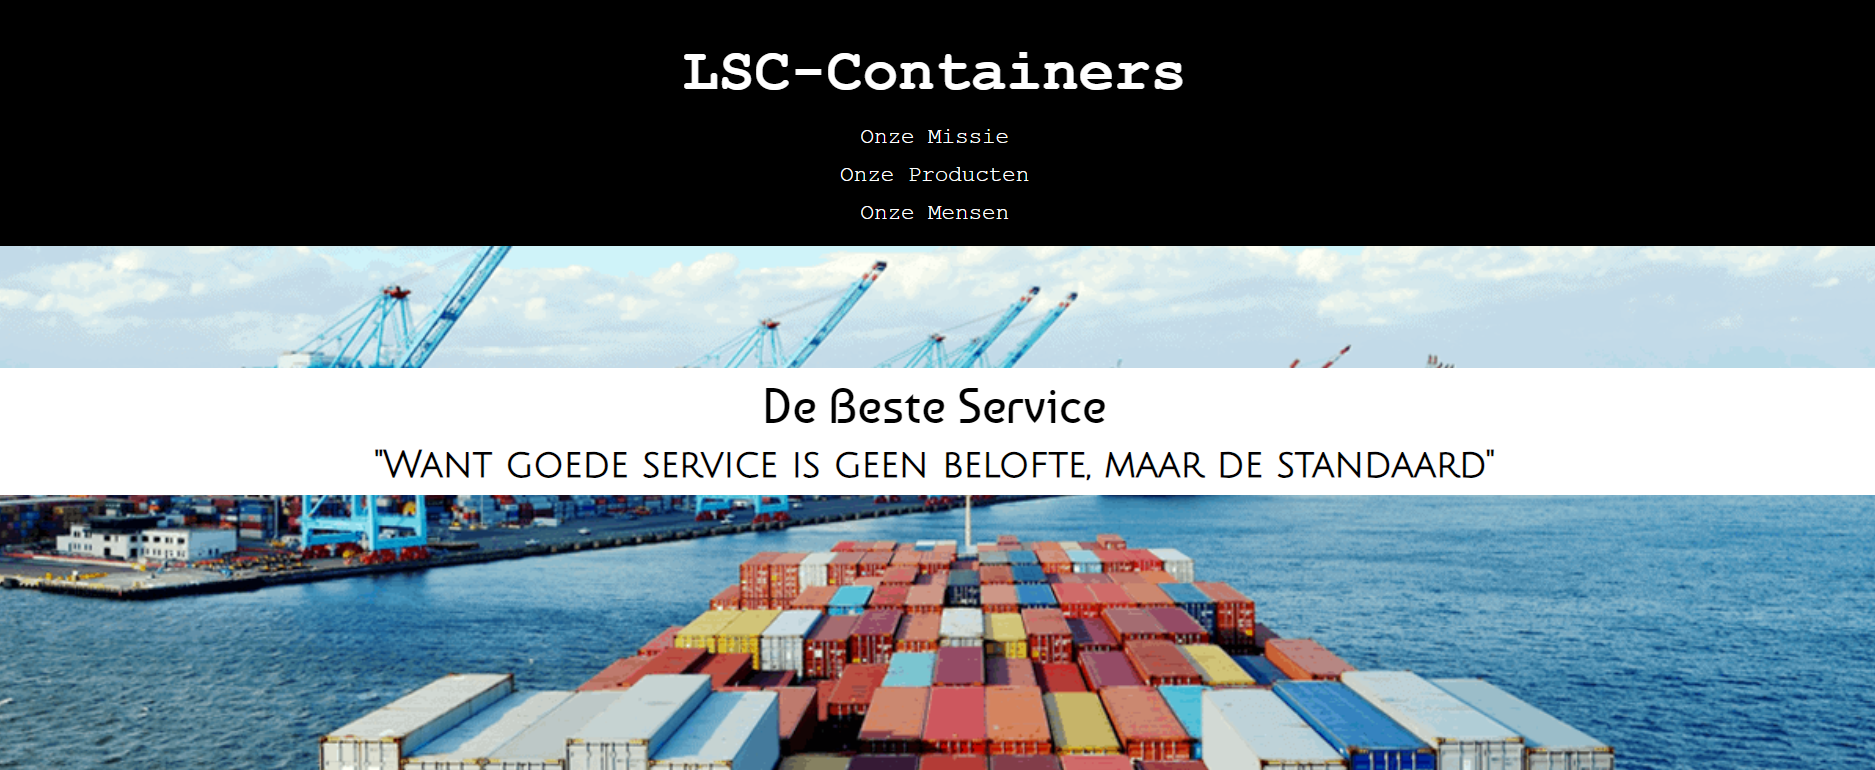 LSC-Containers
Onze Missie
Onze Producten
Onze Mensen
De Beste Service
"Want goede service is geen belofte, maar de standaard"